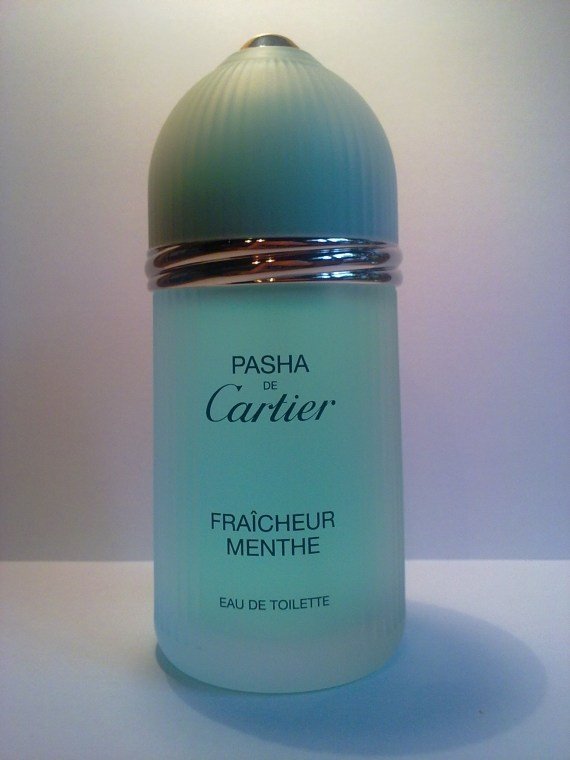 PASHA
DE
Cartier
FRAÎCHEUR
MENTHE
EAU DE TOILETTE